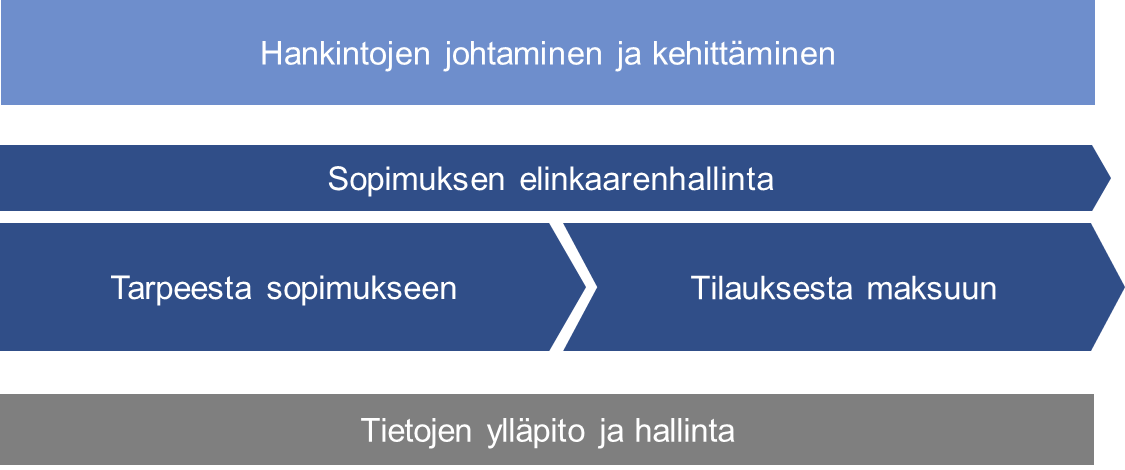 Hankintojen johtaminen ja kehittäminen
Sopimuksen elinkaarenhallinta
Tarpeesta sopimukseen
Tilauksesta maksuun
Tietojen ylläpito ja hallinta